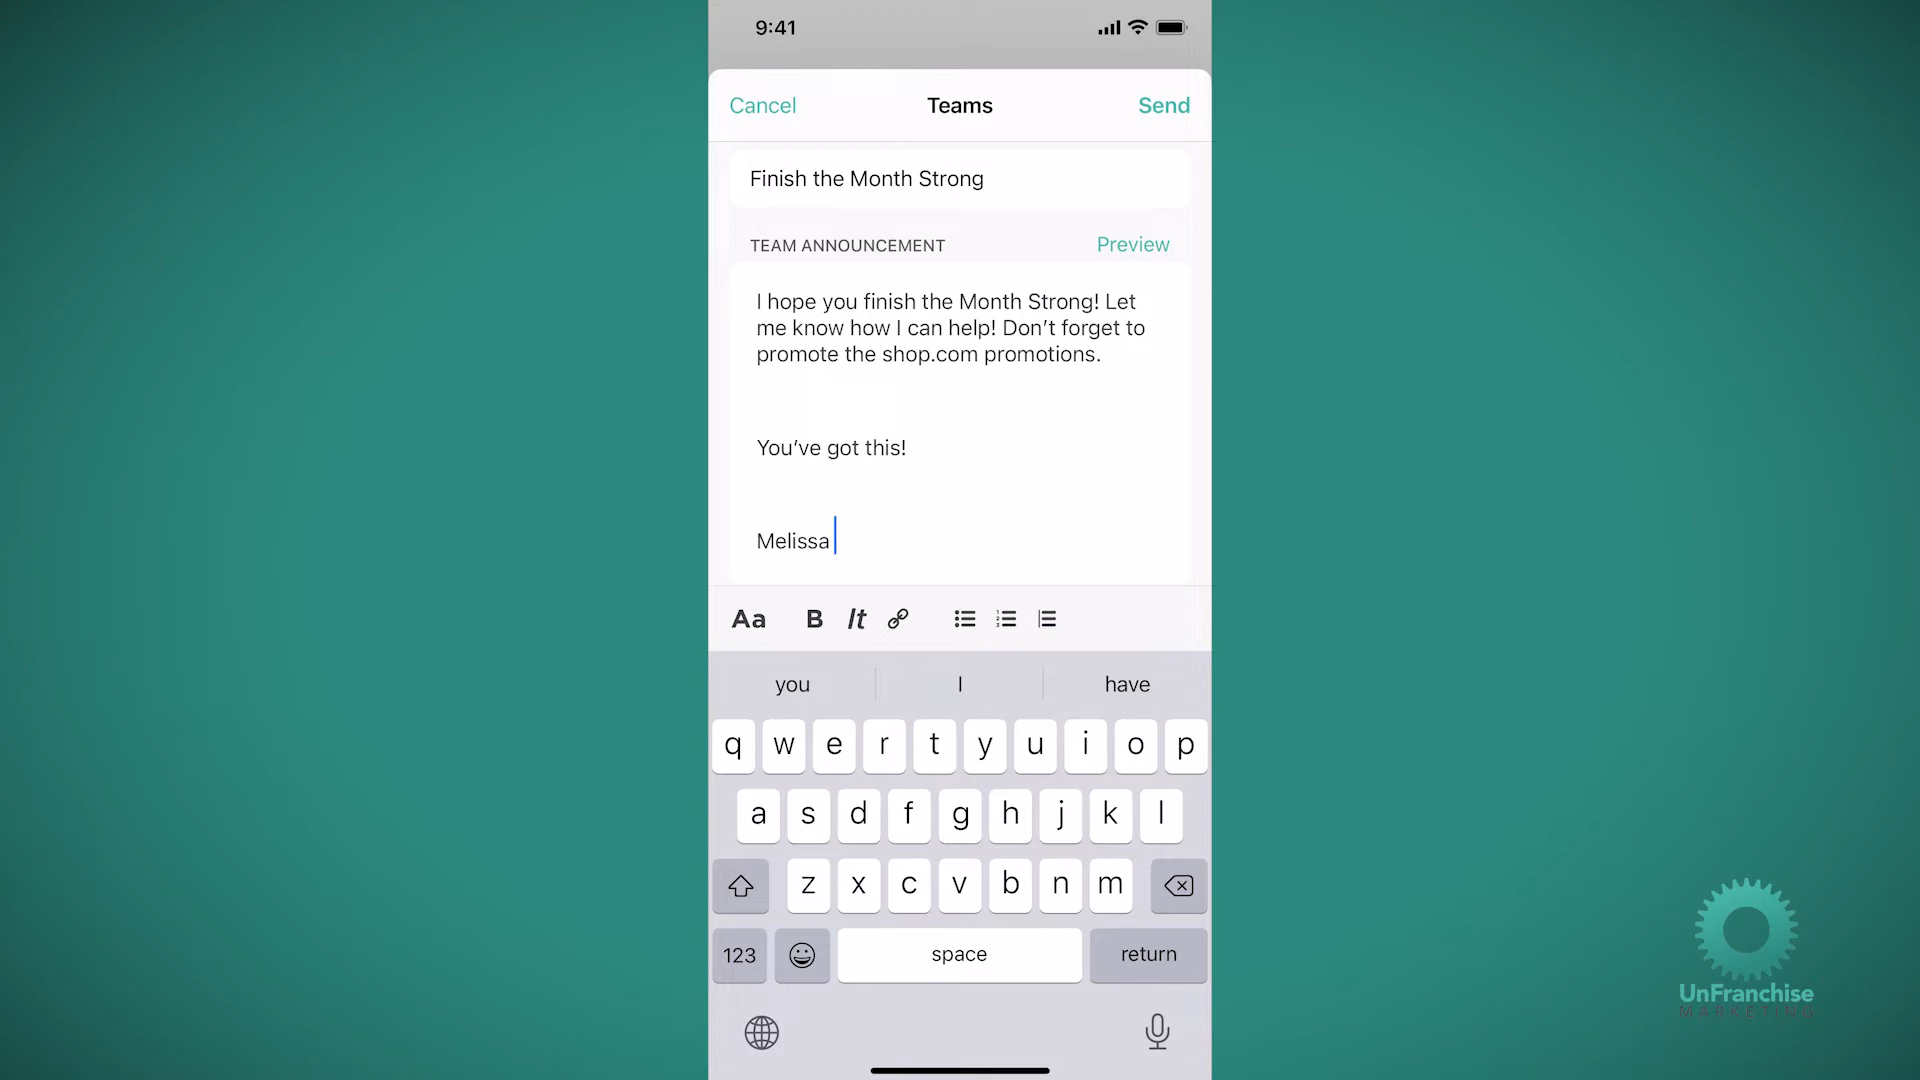 9:41
Cancel Teams Send
Finish the Month Strong
TEAM ANNOUNCEMENT Preview
I hope you finish the Month Strong! Let
me know how I can help! Don’t forget to
promote the shop.com promotions.
You’ve got this!
Melissa
Aa B It
you I have
q w e r t y u i o p
a s d f g h j k l
z x c v b n m
123 space return
UnFranchise
MARKETING